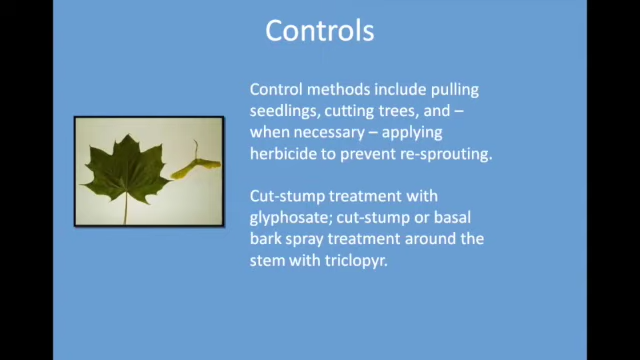 Controls
Control methods include pulling
seedlings, cutting trees, and –
when necessary – applying
herbicide to prevent re-sprouting.
Cut-stump treatment with
glyphosate; cut-stump or basal
bark spray treatment around the
stem with triclopyr.